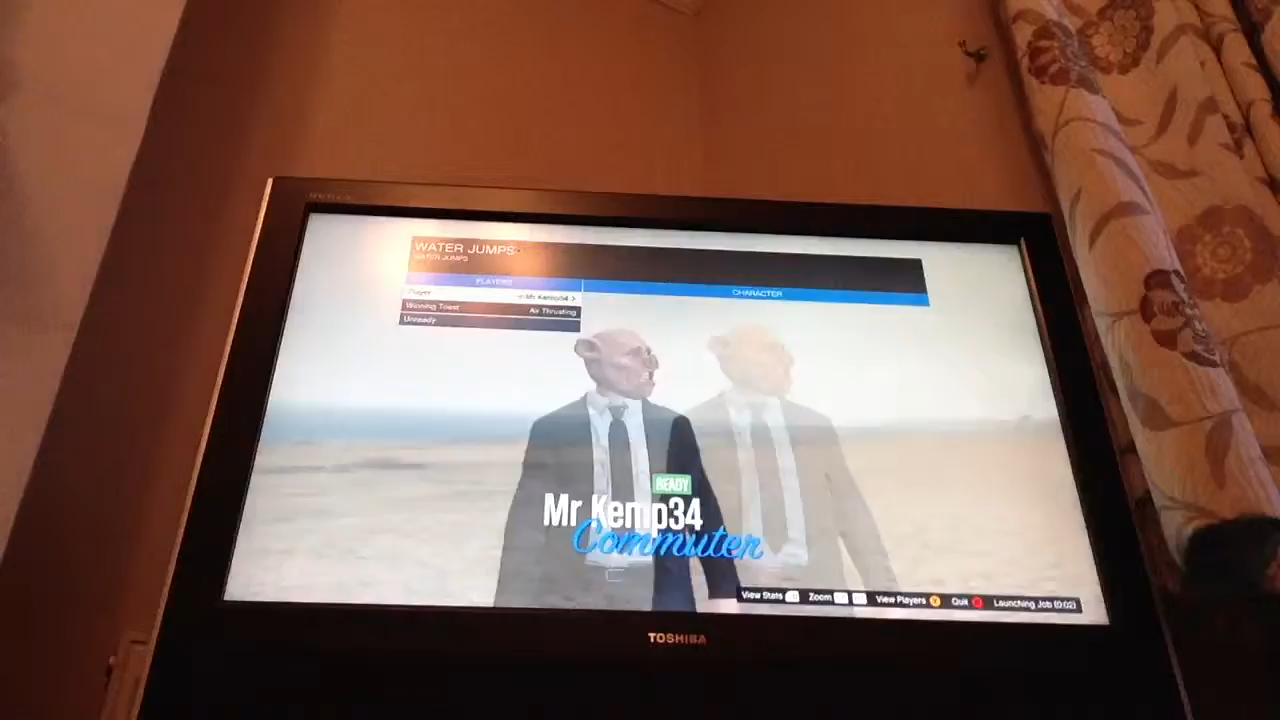 WATER JUMPS
WATER JUMPS
PLAYERS
CHARACTER
Player < Mr Kemp34 >
Winning Toast Air Thrusting
Unready
READY
Mr Kemp34
Commuter
View Stats Zoom View Players Y Quit Launching Job (0:02)
TOSHIBA